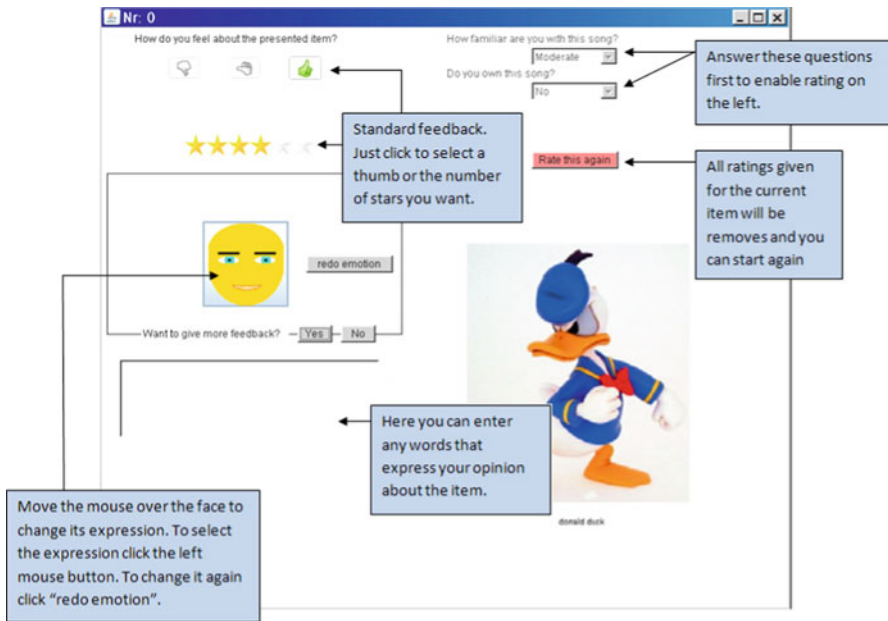 Nr: 0
How do you feel about the presented item?
How familiar are you with this song?
Moderate
Do you own this song?
No
Answer these questions
first to enable rating on
the left.
Standard feedback.
Just click to select a
thumb or the number
of stars you want.
Rate this again
All ratings given
for the current
item will be
removes and you
can start again
redo emotion
Want to give more feedback?
Yes
No
Here you can enter
any words that
express your opinion
about the item.
Move the mouse over the face to
change its expression. To select
the expression click the left
mouse button. To change it again
click “redo emotion”.
donald duck